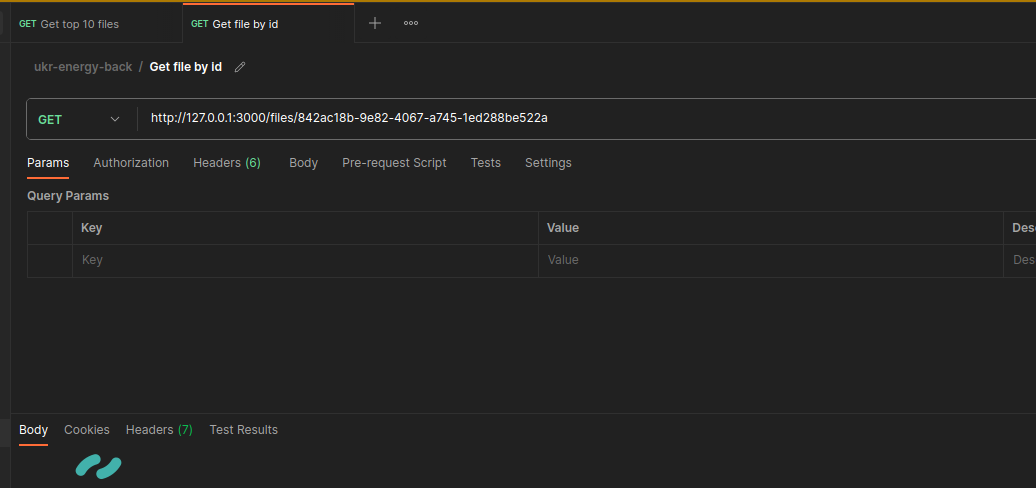 GET Get top 10 files GET Get file by id
ukr-energy-back / Get file by id
GET http://127.0.0.1:3000/files/842ac18b-9e82-4067-a745-1ed288be522a
Params Authorization Headers (6) Body Pre-request Script Tests Settings
Query Params
Key Value Desc
Key Value Des
Body Cookies Headers (7) Test Results